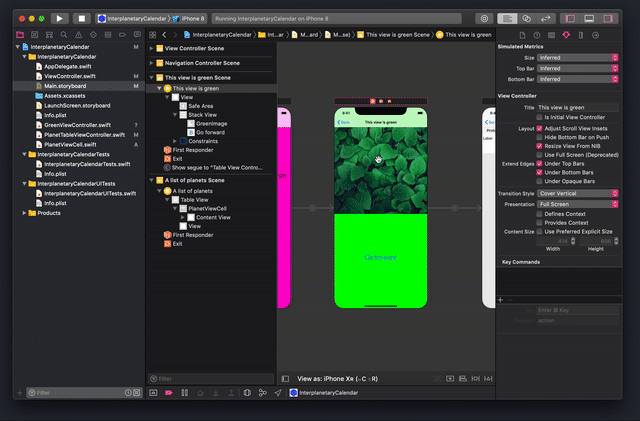 InterplanetaryCalendar
iPhone 8
Running InterplanetaryCalendar on iPhone 8
InterplanetaryCalendar M
InterplanetaryCalendar
AppDelegate.swift
ViewController.swift M
Main.storyboard M
Assets.xcassets
LaunchScreen.storyboard
Info.plist
GreenViewController.swift ?
PlanetTableViewController.swift A
PlanetViewCell.swift A
InterplanetaryCalendarTests
InterplanetaryCalendarTests.swift
Info.plist
InterplanetaryCalendarUITests
InterplanetaryCalendarUITests.swift
Info.plist
Products
Filter
Int...ar
M...ard
M...se)
This view is green Scene
This view is green
View Controller Scene
Navigation Controller Scene
This view is green Scene
This view is green
View
Safe Area
Stack View
GreenImage
Go forward
Constraints
First Responder
Exit
Show segue to "Table View Contro...
A list of planets Scene
A list of planets
Table View
PlanetViewCell
Content View
View
First Responder
Exit
Filter
This view is green
Go forward
Label
View as: iPhone XR (wC hR)
InterplanetaryCalendar
Simulated Metrics
Size Inferred
Top Bar Inferred
Bottom Bar Inferred
View Controller
Title This view is green
Is Initial View Controller
Layout Adjust Scroll View Insets
Hide Bottom Bar on Push
Resize View From NIB
Use Full Screen (Deprecated)
Extend Edges Under Top Bars
Under Bottom Bars
Under Opaque Bars
Transition Style Cover Vertical
Presentation Full Screen
Defines Context
Provides Context
Content Size Use Preferred Explicit Size
414 896
Width Height
Key Commands
Enter ⌘ Key
action